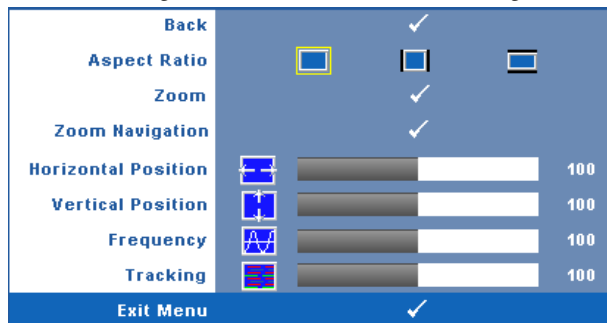 Back
Aspect Ratio
Zoom
Zoom Navigation
Horizontal Position 100
Vertical Position 100
Frequency 100
Tracking 100
Exit Menu